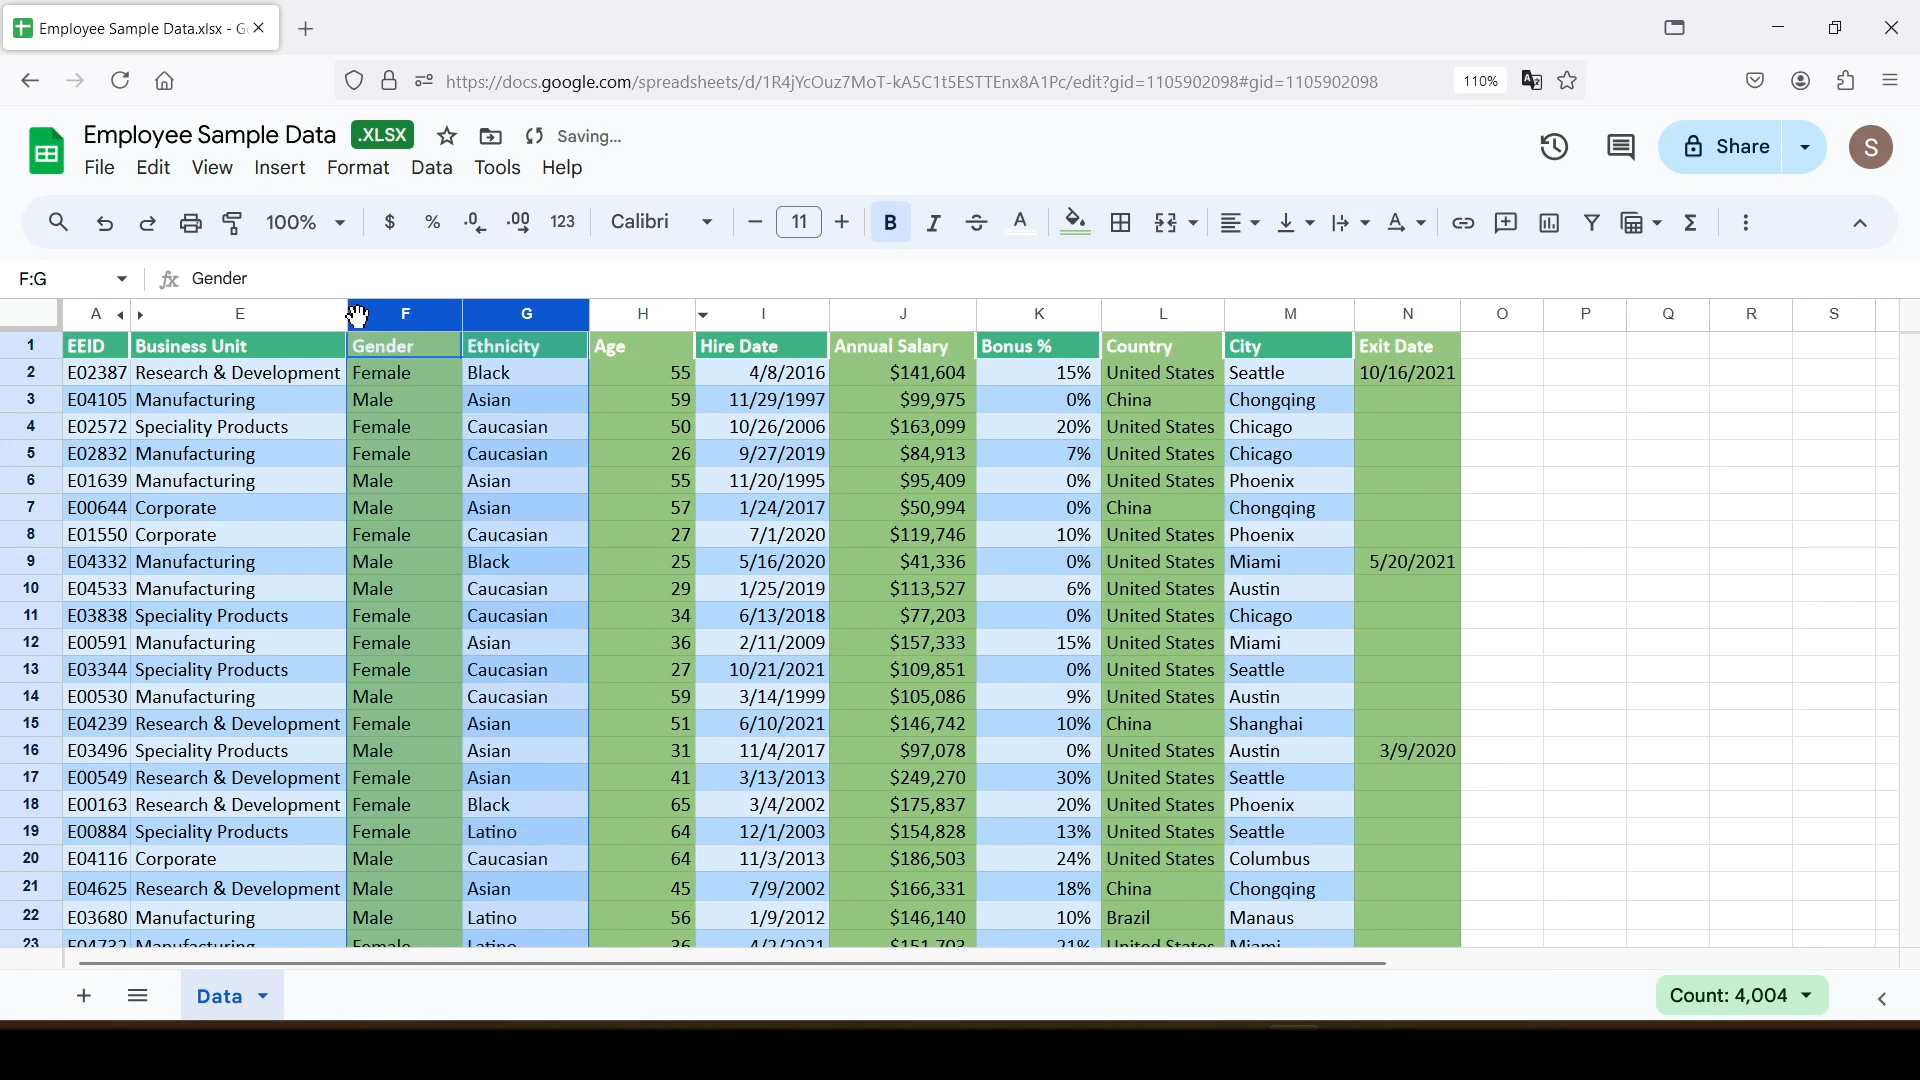 Employee Sample Data.xlsx - G
https://docs.google.com/spreadsheets/d/1R4jYcOuz7MoT-kA5C1t5ESTTEnx8A1Pc/edit?gid=1105902098#gid=1105902098 110%
Employee Sample Data .XLSX Saving... Share S
File Edit View Insert Format Data Tools Help
100% $ % .0 .00 123 Calibri 11 B I A
F:G fx Gender
A E F G H I J K L M N O P Q R S
1 EEID Business Unit Gender Ethnicity Age Hire Date Annual Salary Bonus % Country City Exit Date
2 E02387 Research & Development Female Black 55 4/8/2016 $141,604 15% United States Seattle 10/16/2021
3 E04105 Manufacturing Male Asian 59 11/29/1997 $99,975 0% China Chongqing
4 E02572 Speciality Products Female Caucasian 50 10/26/2006 $163,099 20% United States Chicago
5 E02832 Manufacturing Female Caucasian 26 9/27/2019 $84,913 7% United States Chicago
6 E01639 Manufacturing Male Asian 55 11/20/1995 $95,409 0% United States Phoenix
7 E00644 Corporate Male Asian 57 1/24/2017 $50,994 0% China Chongqing
8 E01550 Corporate Female Caucasian 27 7/1/2020 $119,746 10% United States Phoenix
9 E04332 Manufacturing Male Black 25 5/16/2020 $41,336 0% United States Miami 5/20/2021
10 E04533 Manufacturing Male Caucasian 29 1/25/2019 $113,527 6% United States Austin
11 E03838 Speciality Products Female Caucasian 34 6/13/2018 $77,203 0% United States Chicago
12 E00591 Manufacturing Female Asian 36 2/11/2009 $157,333 15% United States Miami
13 E03344 Speciality Products Female Caucasian 27 10/21/2021 $109,851 0% United States Seattle
14 E00530 Manufacturing Male Caucasian 59 3/14/1999 $105,086 9% United States Austin
15 E04239 Research & Development Female Asian 51 6/10/2021 $146,742 10% China Shanghai
16 E03496 Speciality Products Male Asian 31 11/4/2017 $97,078 0% United States Austin 3/9/2020
17 E00549 Research & Development Female Asian 41 3/13/2013 $249,270 30% United States Seattle
18 E00163 Research & Development Female Black 65 3/4/2002 $175,837 20% United States Phoenix
19 E00884 Speciality Products Female Latino 64 12/1/2003 $154,828 13% United States Seattle
20 E04116 Corporate Male Caucasian 64 11/3/2013 $186,503 24% United States Columbus
21 E04625 Research & Development Male Asian 45 7/9/2002 $166,331 18% China Chongqing
22 E03680 Manufacturing Male Latino 56 1/9/2012 $146,140 10% Brazil Manaus
23 E04732 Manufacturing Female Latino 36 4/2/2021 $151,703 21% United States Miami
Data Count: 4,004